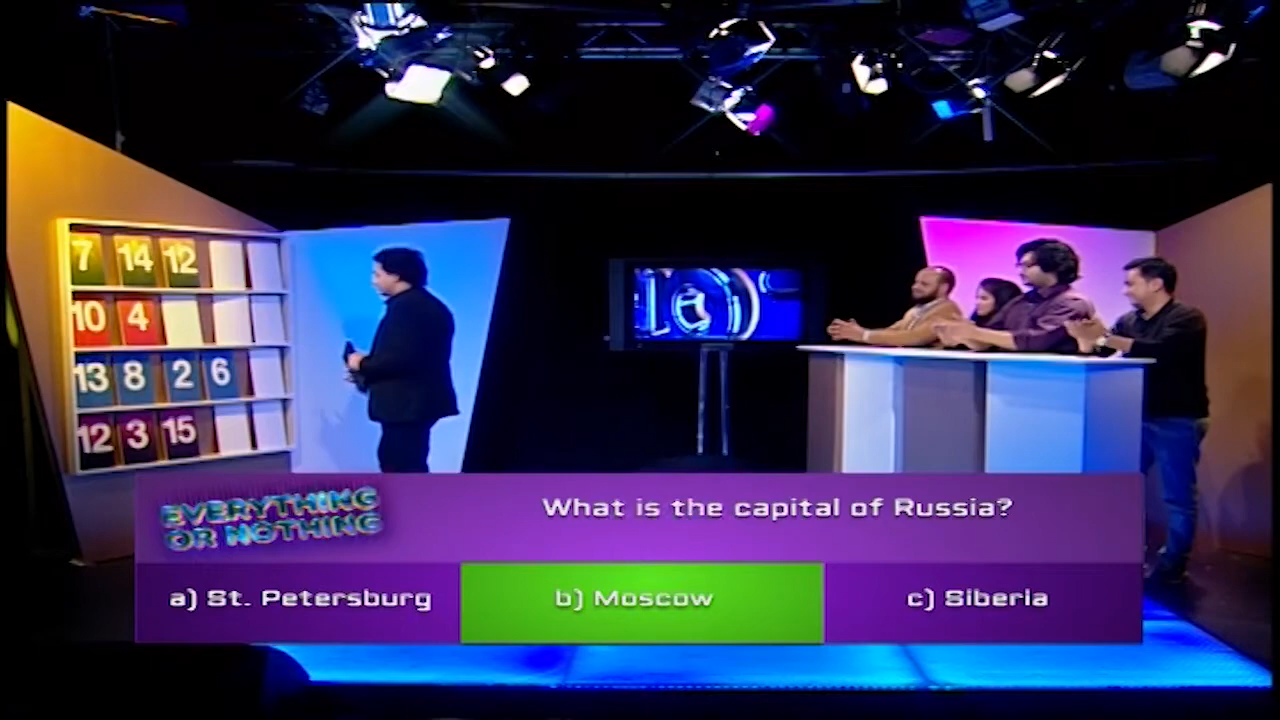 7 14 12
10 4
13 8 2 6
12 3 15
EVERYTHING
OR NOTHING
What is the capital of Russia?
a) St. Petersburg
b) Moscow
c) Siberia